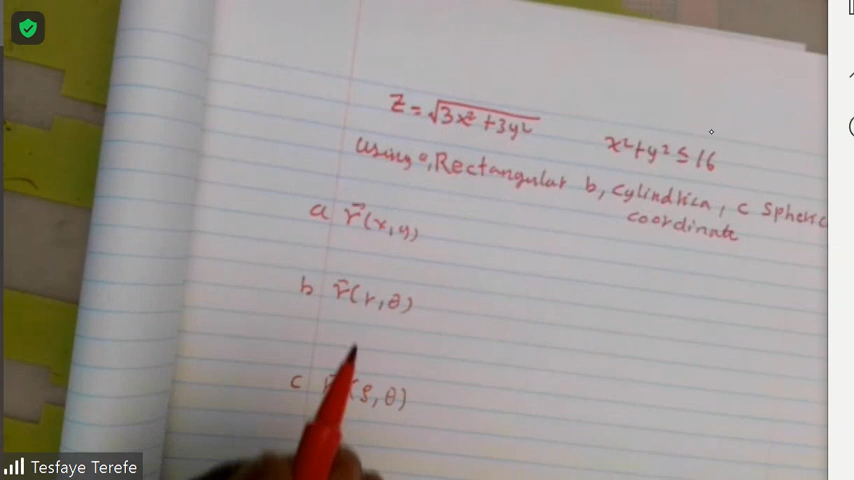 z = √3x² + 3y²  x² + y² ≤ 16
using a, Rectangular b, cylindrica, c spheric
coordinate
a r⃗(x, y)
b r⃗(r, θ)
c (ρ, θ)
Tesfaye Terefe